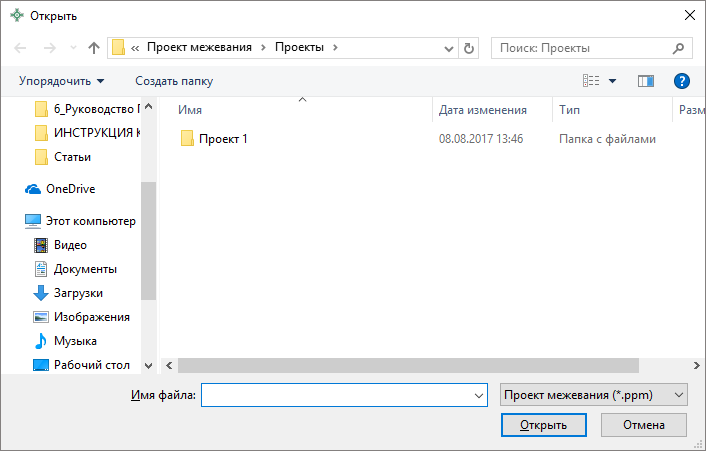 Открыть
« Проект межевания > Проекты >
Поиск: Проекты
Упорядочить
Создать папку
6_Руководство П
ИНСТРУКЦИЯ К
Статьи
OneDrive
Этот компьютер
Видео
Документы
Загрузки
Изображения
Музыка
Рабочий стол
Имя
Дата изменения
Тип
Разм
Проект 1
08.08.2017 13:46
Папка с файлами
Имя файла:
Проект межевания (*.ppm)
Открыть
Отмена